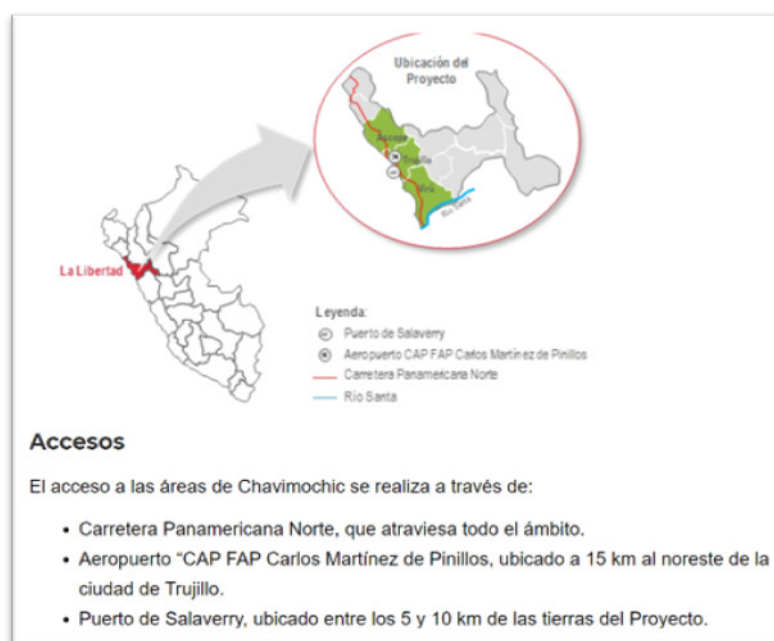 Ubicación del
Proyecto
Ascope
Trujillo
Virú
Río Santa
La Libertad
Leyenda:
Puerto de Salaverry
Aeropuerto CAP FAP Carlos Martínez de Pinillos
Carretera Panamericana Norte
Río Santa
Accesos
El acceso a las áreas de Chavimochic se realiza a través de:
• Carretera Panamericana Norte, que atraviesa todo el ámbito.
• Aeropuerto “CAP FAP Carlos Martínez de Pinillos, ubicado a 15 km al noreste de la
ciudad de Trujillo.
• Puerto de Salaverry, ubicado entre los 5 y 10 km de las tierras del Proyecto.